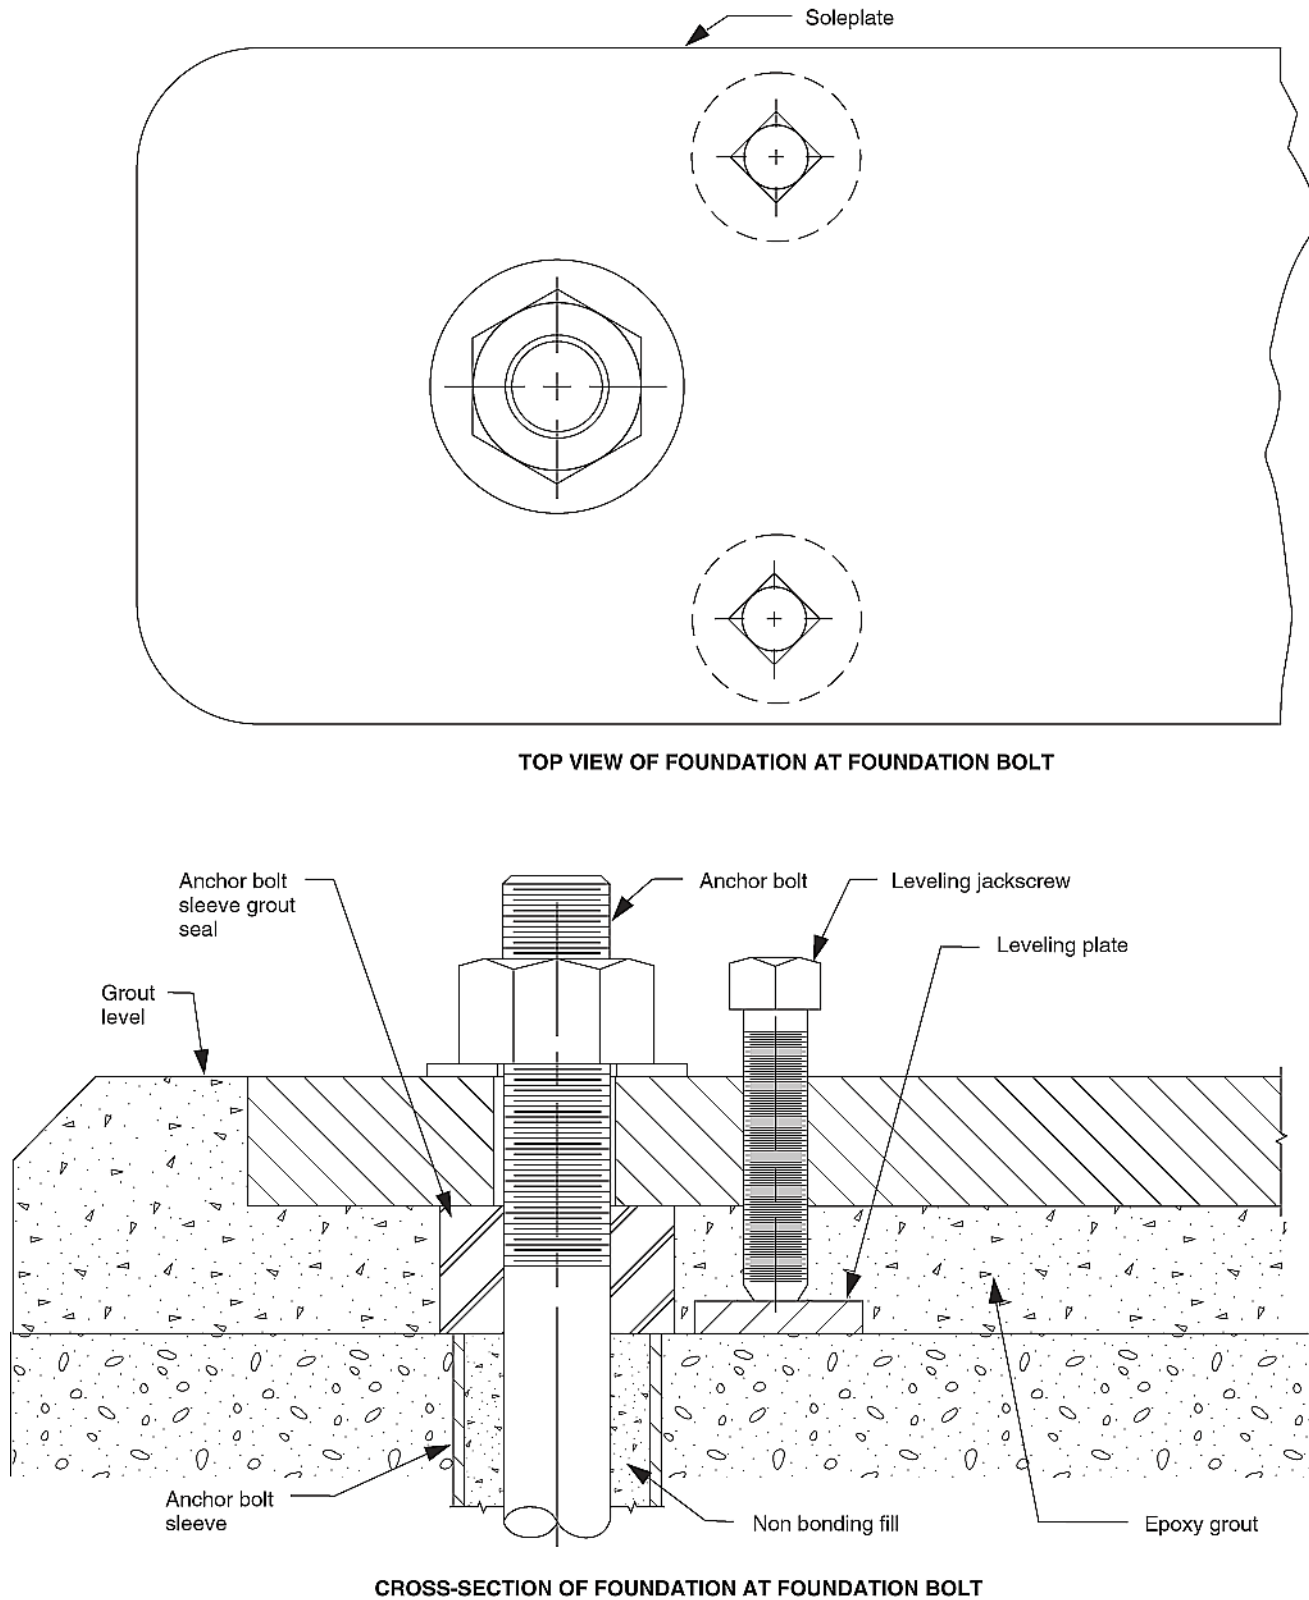 Soleplate
TOP VIEW OF FOUNDATION AT FOUNDATION BOLT
Anchor bolt
sleeve grout
seal
Anchor bolt
Leveling jackscrew
Leveling plate
Grout
level
Anchor bolt
sleeve
Non bonding fill
Epoxy grout
CROSS-SECTION OF FOUNDATION AT FOUNDATION BOLT